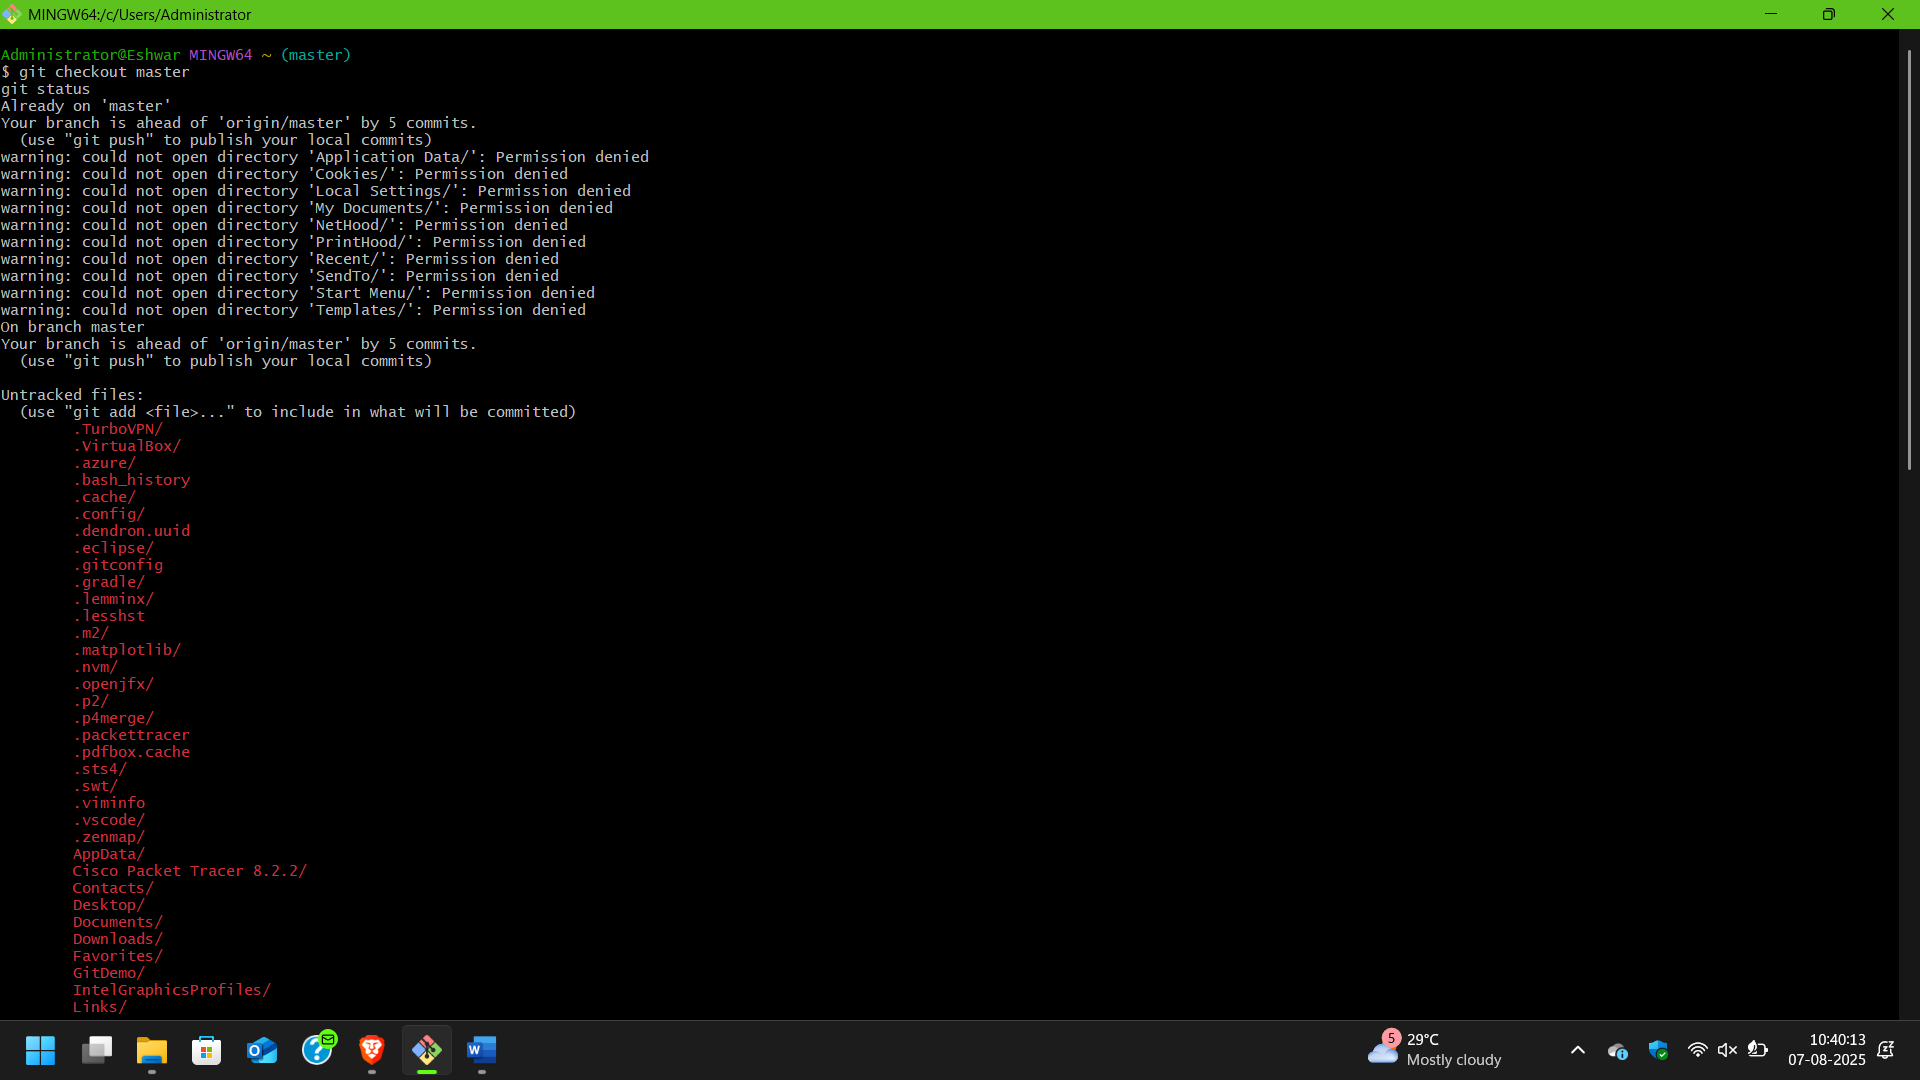 MINGW64:/c/Users/Administrator
Administrator@Eshwar MINGW64 ~ (master)
$ git checkout master
git status
Already on 'master'
Your branch is ahead of 'origin/master' by 5 commits.
  (use "git push" to publish your local commits)
warning: could not open directory 'Application Data/': Permission denied
warning: could not open directory 'Cookies/': Permission denied
warning: could not open directory 'Local Settings/': Permission denied
warning: could not open directory 'My Documents/': Permission denied
warning: could not open directory 'NetHood/': Permission denied
warning: could not open directory 'PrintHood/': Permission denied
warning: could not open directory 'Recent/': Permission denied
warning: could not open directory 'SendTo/': Permission denied
warning: could not open directory 'Start Menu/': Permission denied
warning: could not open directory 'Templates/': Permission denied
On branch master
Your branch is ahead of 'origin/master' by 5 commits.
  (use "git push" to publish your local commits)
Untracked files:
  (use "git add <file>..." to include in what will be committed)
        .TurboVPN/
        .VirtualBox/
        .azure/
        .bash_history
        .cache/
        .config/
        .dendron.uuid
        .eclipse/
        .gitconfig
        .gradle/
        .lemminx/
        .lesshst
        .m2/
        .matplotlib/
        .nvm/
        .openjfx/
        .p2/
        .p4merge/
        .packettracer
        .pdfbox.cache
        .sts4/
        .swt/
        .viminfo
        .vscode/
        .zenmap/
        AppData/
        Cisco Packet Tracer 8.2.2/
        Contacts/
        Desktop/
        Documents/
        Downloads/
        Favorites/
        GitDemo/
        IntelGraphicsProfiles/
        Links/
5
29°C
Mostly cloudy
10:40:13
07-08-2025